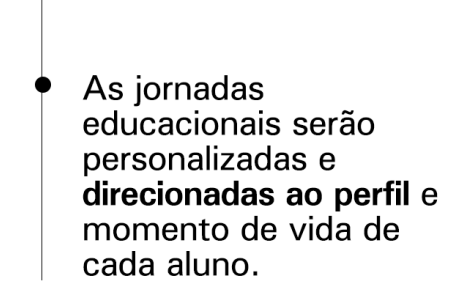 As jornadas
educacionais serão
personalizadas e
direcionadas ao perfil e
momento de vida de
cada aluno.